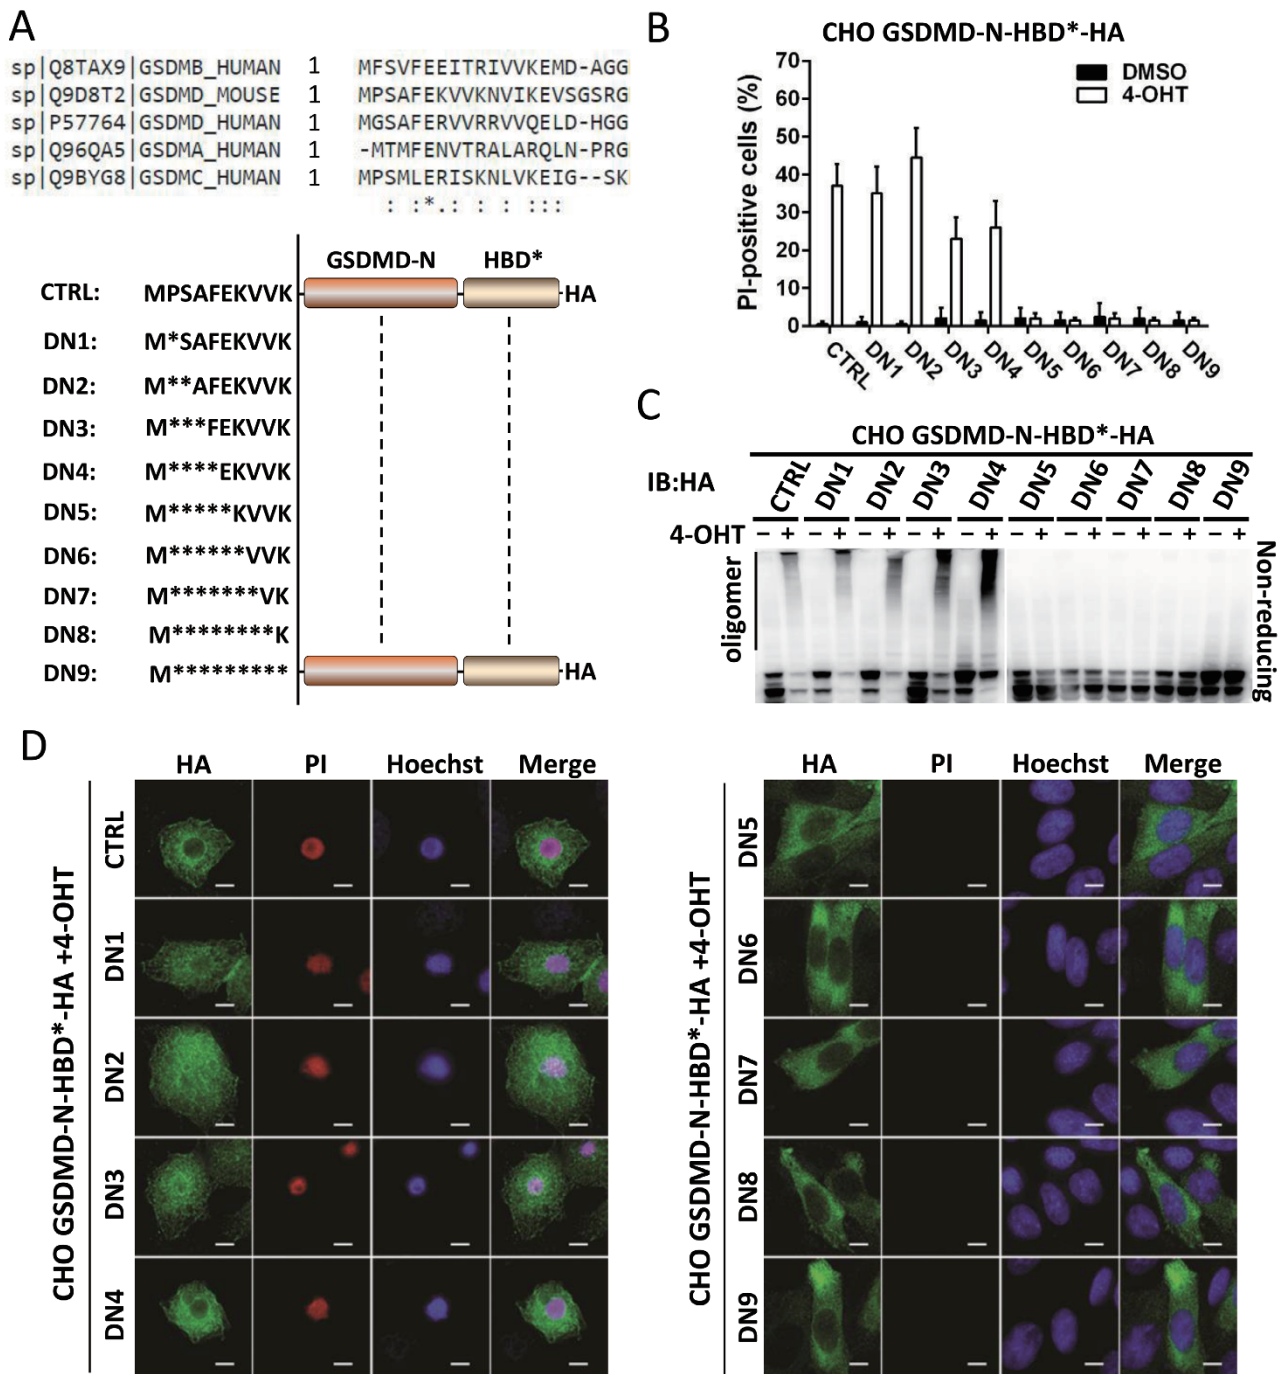 A
sp|Q8TAX9|GSDMB_HUMAN 1 MFSVFEEITRIVVKEMD-AGG
sp|Q9D8T2|GSDMD_MOUSE 1 MPSAFEKVVKNVIKEVSGSRG
sp|P57764|GSDMD_HUMAN 1 MGSAFERVVRRVVQELD-HGG
sp|Q96QA5|GSDMA_HUMAN 1 -MTMFENVTRALARQLN-PRG
sp|Q9BYG8|GSDMC_HUMAN 1 MPSMLERISKNLVKEIG--SK
: :*.: : : :::
GSDMD-N HBD*
CTRL: MPSAFEKVVK HA
DN1: M*SAFEKVVK
DN2: M**AFEKVVK
DN3: M***FEKVVK
DN4: M****EKVVK
DN5: M*****KVVK
DN6: M******VVK
DN7: M*******VK
DN8: M********K
DN9: M********* HA
B
CHO GSDMD-N-HBD*-HA
PI-positive cells (%)
70
60
50
40
30
20
10
0
DMSO
4-OHT
CTRL DN1 DN2 DN3 DN4 DN5 DN6 DN7 DN8 DN9
C
CHO GSDMD-N-HBD*-HA
IB:HA CTRL DN1 DN2 DN3 DN4 DN5 DN6 DN7 DN8 DN9
4-OHT – + – + – + – + – + – + – + – + – + – +
oligomer
Non-reducing
D
CHO GSDMD-N-HBD*-HA +4-OHT
HA PI Hoechst Merge
CTRL
DN1
DN2
DN3
DN4
CHO GSDMD-N-HBD*-HA +4-OHT
HA PI Hoechst Merge
DN5
DN6
DN7
DN8
DN9